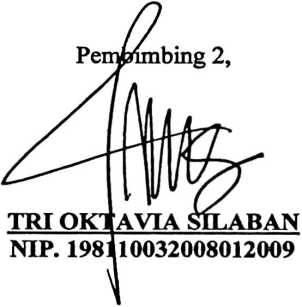 Pembimbing 2,
TRI OKTAVIA SILABAN
NIP. 198110032008012009